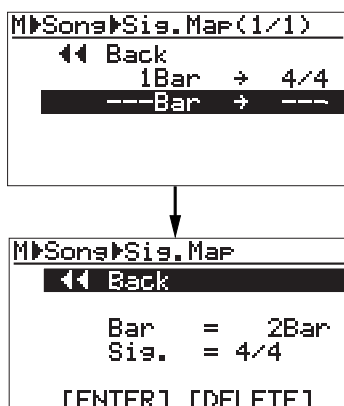 M▶Song▶Sig.Map(1/1)
◀◀ Back
1Bar → 4/4
---Bar → ---
M▶Song▶Sig.Map
◀◀ Back
Bar = 2Bar
Sig. = 4/4
[ENTER] [DELETE]